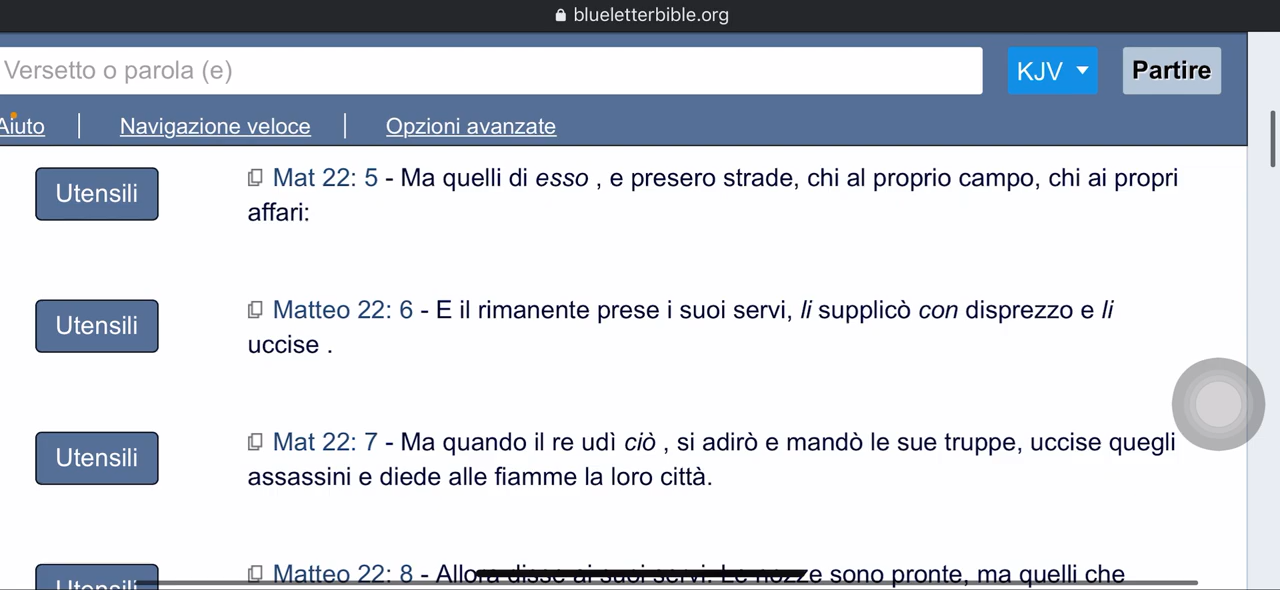 blueletterbible.org
Versetto o parola (e)
KJV
Partire
Aiuto | Navigazione veloce | Opzioni avanzate
Utensili
Mat 22: 5 - Ma quelli di esso , e presero strade, chi al proprio campo, chi ai propri
affari:
Utensili
Matteo 22: 6 - E il rimanente prese i suoi servi, li supplicò con disprezzo e li
uccise .
Utensili
Mat 22: 7 - Ma quando il re udì ciò , si adirò e mandò le sue truppe, uccise quegli
assassini e diede alle fiamme la loro città.
Utensili
Matteo 22: 8 - Allora disse ai suoi servi: Le nozze sono pronte, ma quelli che